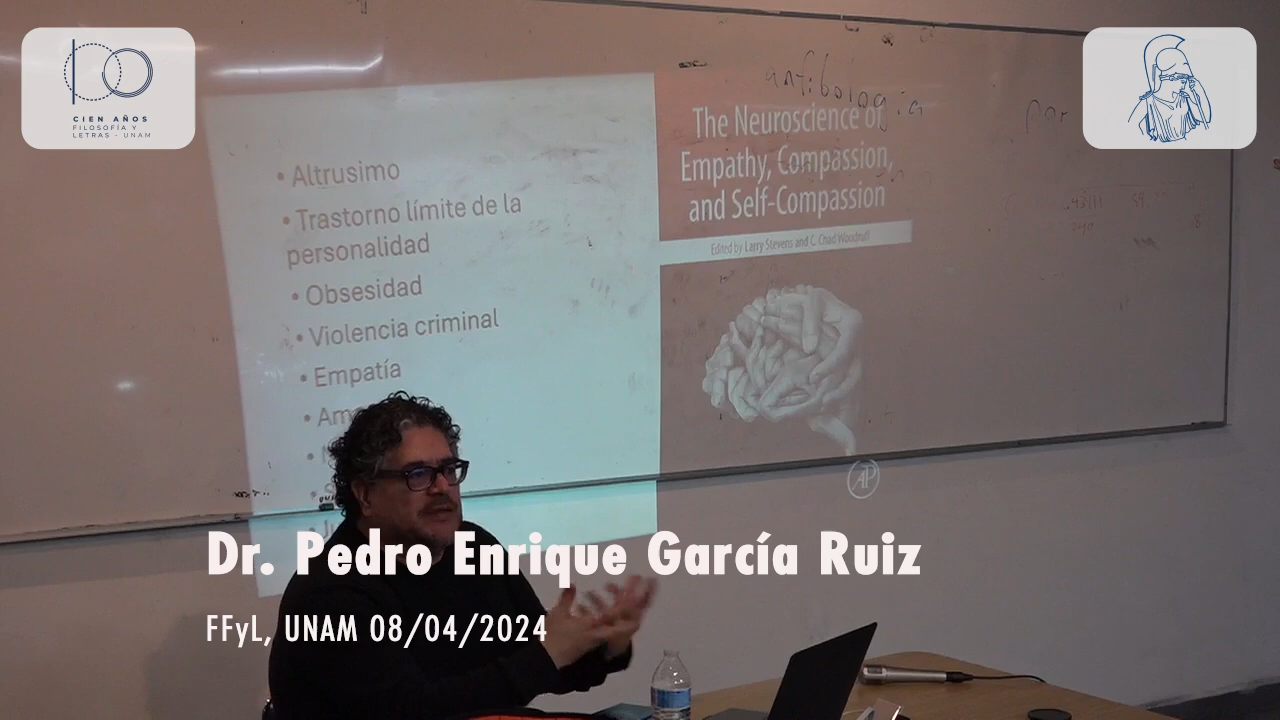 CIEN AÑOS
FILOSOFÍA Y
LETRAS - UNAM
• Altrusimo
• Trastorno límite de la
personalidad
• Obsesidad
• Violencia criminal
• Empatía
anfibología
The Neuroscience of
Empathy, Compassion,
and Self-Compassion
Edited by Larry Stevens and C. Chad Woodruff
AP
por
Dr. Pedro Enrique García Ruiz
FFyL, UNAM 08/04/2024